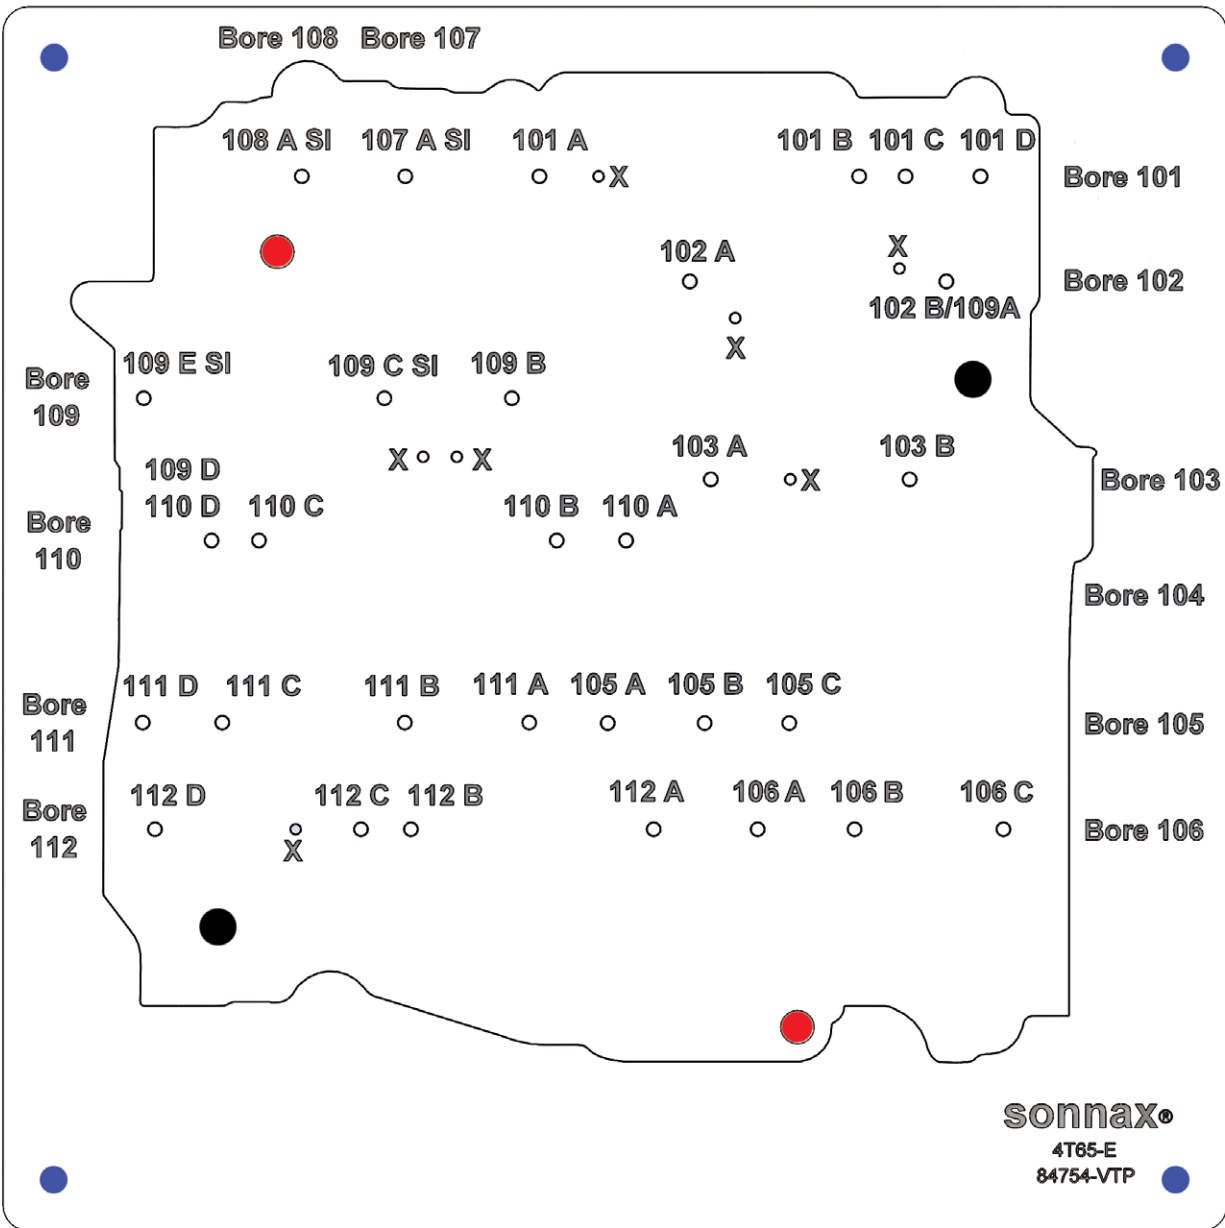 Bore 108 Bore 107
108 A SI 107 A SI 101 A 101 B 101 C 101 D
X Bore 101
X
102 A Bore 102
102 B/109A
X
109 E SI 109 C SI 109 B
Bore
109
103 A 103 B
X X
109 D
X Bore 103
110 D 110 C 110 B 110 A
Bore
110
Bore 104
111 D 111 C 111 B 111 A 105 A 105 B 105 C
Bore
111
Bore 105
112 D 112 C 112 B 112 A 106 A 106 B 106 C
Bore
112
Bore 106
X
sonnax®
4T65-E
84754-VTP